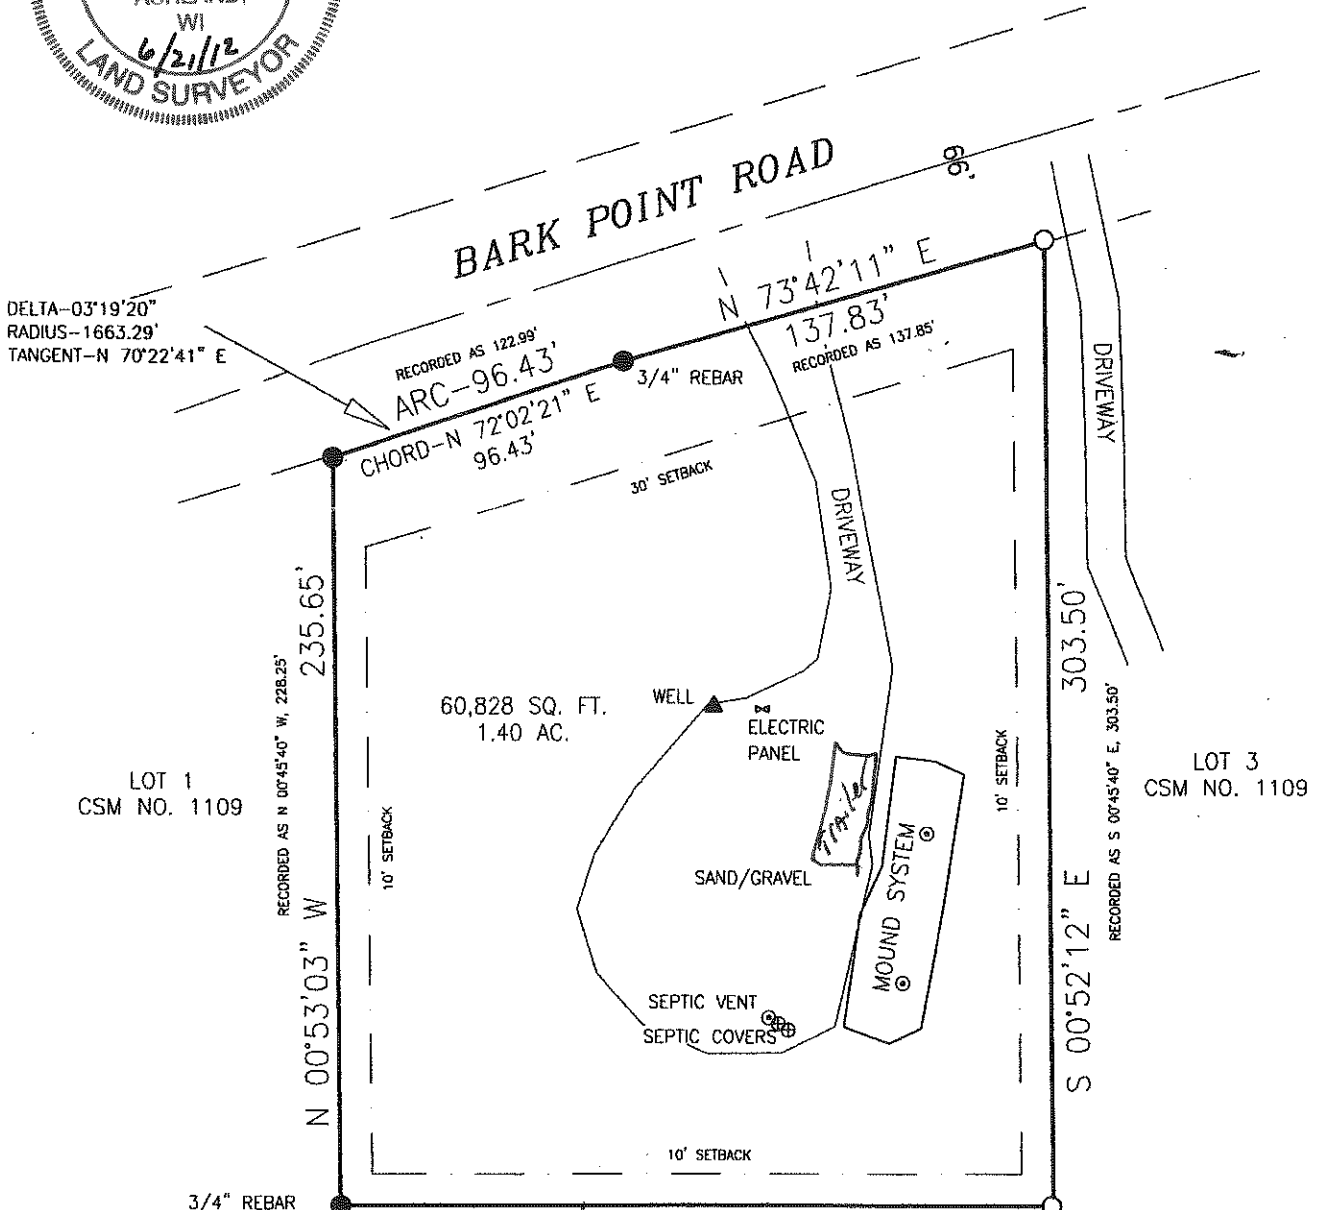 WI
6/21/12
LAND SURVEYOR
BARK POINT ROAD
66'
DELTA-03°19'20"
RADIUS-1663.29'
TANGENT-N 70°22'41" E
RECORDED AS 122.99'
ARC-96.43'
CHORD-N 72°02'21" E
96.43'
N 73°42'11" E
137.83'
RECORDED AS 137.85'
3/4" REBAR
30' SETBACK
DRIVEWAY
DRIVEWAY
235.65'
N 00°53'03" W
RECORDED AS N 00°45'40" W, 228.25'
10' SETBACK
60,828 SQ. FT.
1.40 AC.
WELL
ELECTRIC
PANEL
Trailer
SAND/GRAVEL
MOUND SYSTEM
SEPTIC VENT
SEPTIC COVERS
10' SETBACK
303.50'
S 00°52'12" E
RECORDED AS S 00°45'40" E, 303.50'
LOT 1
CSM NO. 1109
LOT 3
CSM NO. 1109
10' SETBACK
3/4" REBAR